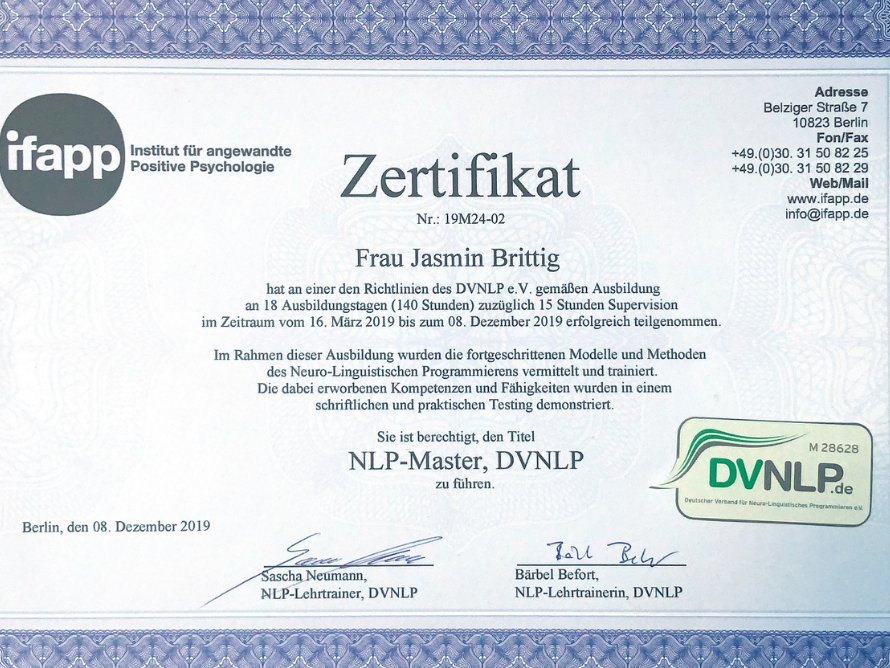 ifapp
Institut für angewandte
Positive Psychologie
Adresse
Belziger Straße 7
10823 Berlin
Fon/Fax
+49.(0)30. 31 50 82 25
+49.(0)30. 31 50 82 29
Web/Mail
www.ifapp.de
info@ifapp.de
Zertifikat
Nr.: 19M24-02
Frau Jasmin Brittig
hat an einer den Richtlinien des DVNLP e.V. gemäßen Ausbildung
an 18 Ausbildungstagen (140 Stunden) zuzüglich 15 Stunden Supervision
im Zeitraum vom 16. März 2019 bis zum 08. Dezember 2019 erfolgreich teilgenommen.
Im Rahmen dieser Ausbildung wurden die fortgeschrittenen Modelle und Methoden
des Neuro-Linguistischen Programmierens vermittelt und trainiert.
Die dabei erworbenen Kompetenzen und Fähigkeiten wurden in einem
schriftlichen und praktischen Testing demonstriert.
Sie ist berechtigt, den Titel
NLP-Master, DVNLP
zu führen.
M 28628
DVNLP.de
Deutscher Verband für Neuro-Linguistisches Programmieren e.V.
Berlin, den 08. Dezember 2019
Sascha Neumann,
NLP-Lehrtrainer, DVNLP
Bärbel Befort,
NLP-Lehrtrainerin, DVNLP